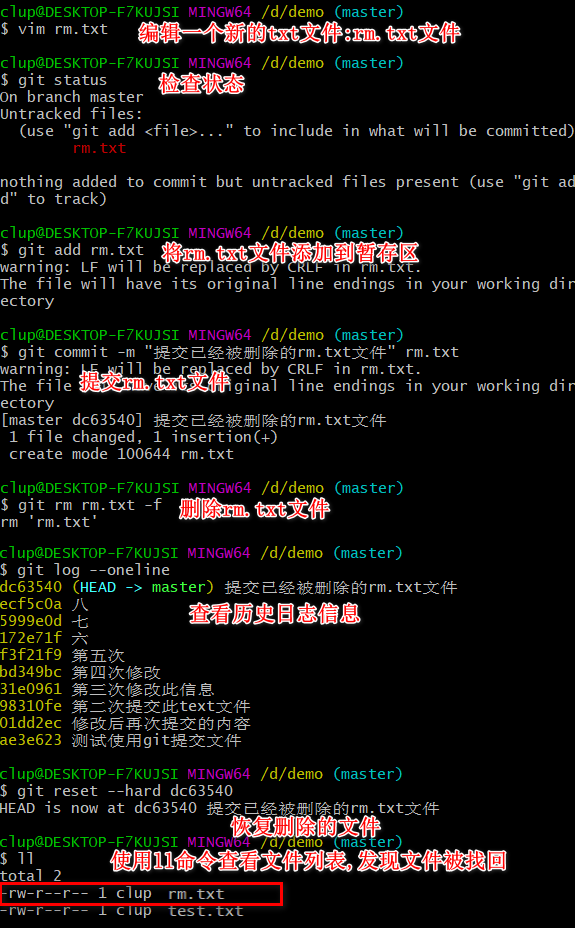 clup@DESKTOP-F7KUJSI MINGW64 /d/demo (master)
$ vim rm.txt 编辑一个新的txt文件:rm.txt文件
clup@DESKTOP-F7KUJSI MINGW64 /d/demo (master)
$ git status 检查状态
On branch master
Untracked files:
(use "git add <file>..." to include in what will be committed)
rm.txt
nothing added to commit but untracked files present (use "git ad
d" to track)
clup@DESKTOP-F7KUJSI MINGW64 /d/demo (master)
$ git add rm.txt 将rm.txt文件添加到暂存区
warning: LF will be replaced by CRLF in rm.txt.
The file will have its original line endings in your working dir
ectory
clup@DESKTOP-F7KUJSI MINGW64 /d/demo (master)
$ git commit -m "提交已经被删除的rm.txt文件" rm.txt
warning: LF will be replaced by CRLF in rm.txt.
提交rm.txt文件
The file original line endings in your working dir
ectory
[master dc63540] 提交已经被删除的rm.txt文件
1 file changed, 1 insertion(+)
create mode 100644 rm.txt
clup@DESKTOP-F7KUJSI MINGW64 /d/demo (master)
$ git rm rm.txt -f 删除rm.txt文件
rm 'rm.txt'
clup@DESKTOP-F7KUJSI MINGW64 /d/demo (master)
$ git log --oneline
dc63540 (HEAD -> master) 提交已经被删除的rm.txt文件
ecf5c0a 八
查看历史日志信息
5999e0d 七
172e71f 六
f3f21f9 第五次
bd349bc 第四次修改
31e0961 第三次修改此信息
98310fe 第二次提交此text文件
01dd2ec 修改后再次提交的内容
ae3e623 测试使用git提交文件
clup@DESKTOP-F7KUJSI MINGW64 /d/demo (master)
$ git reset --hard dc63540
HEAD is now at dc63540 提交已经被删除的rm.txt文件
恢复删除的文件
clup@DESKTOP-F7KUJSI MINGW64 /d/demo (master)
$ ll 使用ll命令查看文件列表,发现文件被找回
total 2
-rw-r--r-- 1 clup rm.txt
-rw-r--r-- 1 clup test.txt